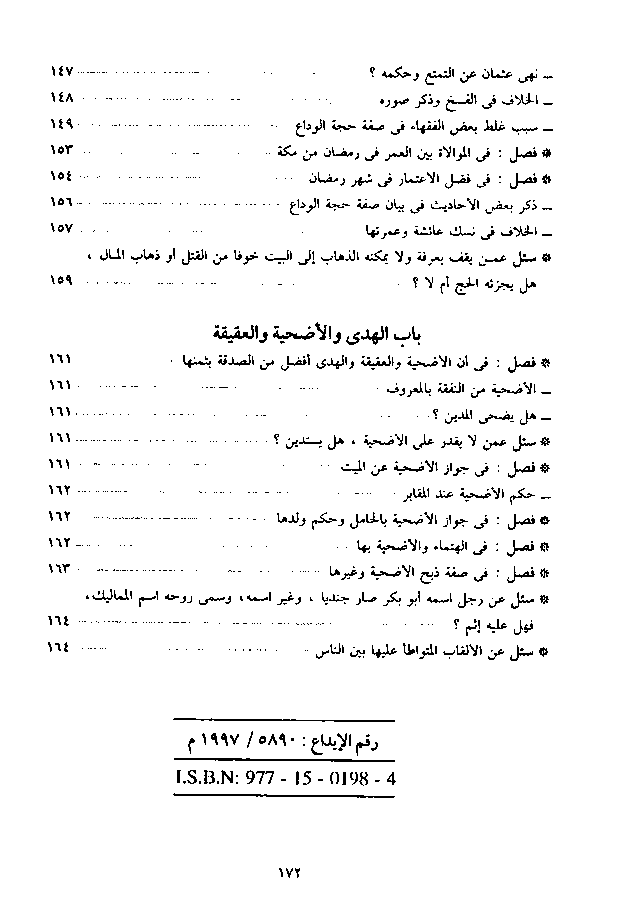 ــ نهى عثمان عن التمتع وحكمه ؟ ١٤٧
ــ الخلاف فى الفسخ وذكر صوره ١٤٨
ــ سبب غلط بعض الفقهاء فى صفة حجة الوداع ١٤٩
* فصل : فى الموالاة بين العمر فى رمضان من مكة ١٥٣
* فصل : فى فضل الاعتمار فى شهر رمضان ١٥٤
ــ ذكر بعض الأحاديث فى بيان صفة حجة الوداع ١٥٦
ــ الخلاف فى نسك عائشة وعمرتها ١٥٧
* سئل عمن يقف بعرفة ولا يمكنه الذهاب إلى البيت خوفا من القتل أو ذهاب المال ،
هل يجزئه الحج أم لا ؟ ١٥٩
باب الهدى والأضحية والعقيقة
* فصل : فى أن الأضحية والعقيقة والهدى أفضل من الصدقة بثمنها ١٦١
ــ الأضحية من النفقة بالمعروف ١٦١
ــ هل يضحى المدين ؟ ١٦١
* سئل عمن لا يقدر على الأضحية ، هل يستدين ؟ ١٦١
* فصل : فى جواز الأضحية عن الميت ١٦١
ــ حكم الأضحية عند المقابر ١٦٢
* فصل : فى جواز الأضحية بالحامل وحكم ولدها ١٦٢
* فصل : فى الهتماء والأضحية بها ١٦٢
* فصل : فى صفة ذبح الأضحية وغيرها ١٦٣
* سئل عن رجل اسمه أبو بكر صار جنديا ، وغير اسمه، وسمى روحه اسم المماليك،
فهل عليه إثم ؟ ١٦٤
* سئل عن الألقاب المتواطأ عليها بين الناس ١٦٤
رقم الإيداع : ٥٨٩٠ / ١٩٩٧ م
I.S.B.N: 977 - 15 - 0198 - 4
١٧٢